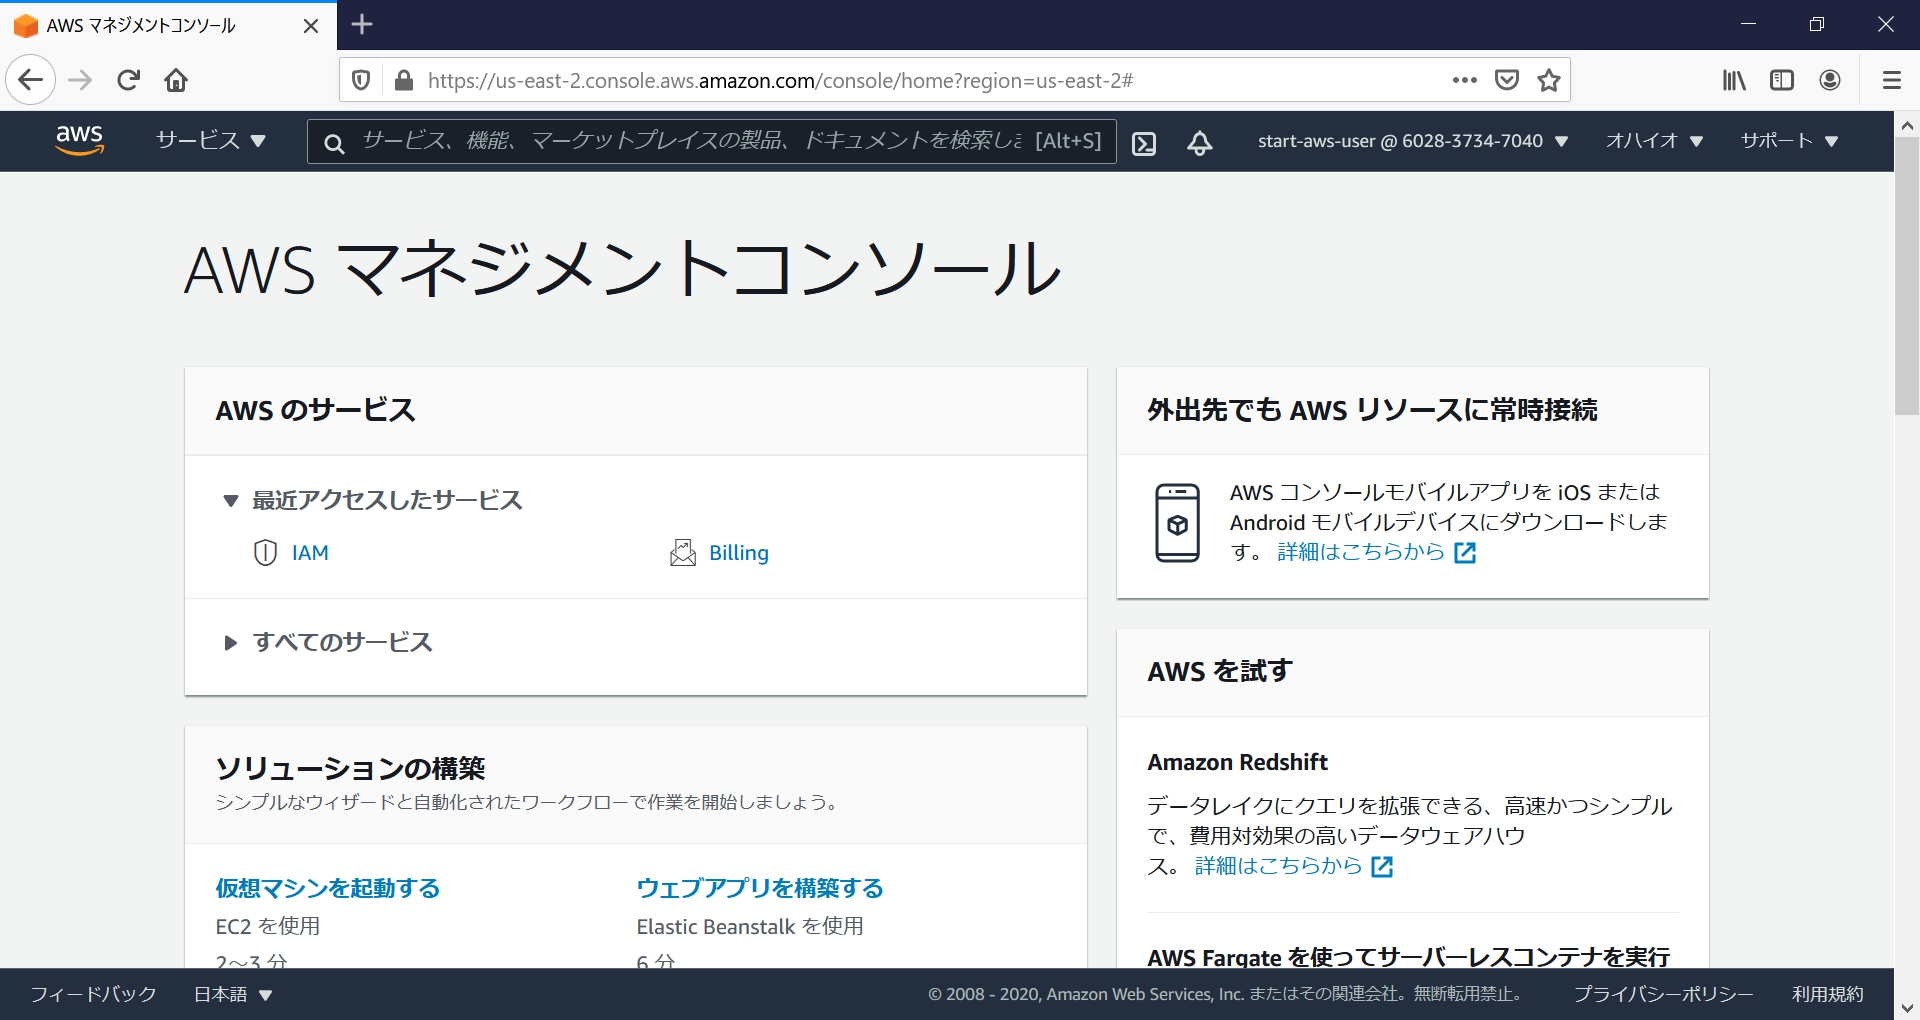 AWS マネジメントコンソール
https://us-east-2.console.aws.amazon.com/console/home?region=us-east-2#
aws
サービス
サービス、機能、マーケットプレイスの製品、ドキュメントを検索しま [Alt+S]
start-aws-user @ 6028-3734-7040
オハイオ
サポート
AWS マネジメントコンソール
AWS のサービス
最近アクセスしたサービス
IAM
Billing
すべてのサービス
ソリューションの構築
シンプルなウィザードと自動化されたワークフローで作業を開始しましょう。
仮想マシンを起動する
EC2 を使用
2～3 分
ウェブアプリを構築する
Elastic Beanstalk を使用
6 分
外出先でも AWS リソースに常時接続
AWS コンソールモバイルアプリを iOS または
Android モバイルデバイスにダウンロードしま
す。 詳細はこちらから
AWS を試す
Amazon Redshift
データレイクにクエリを拡張できる、高速かつシンプル
で、費用対効果の高いデータウェアハウ
ス。 詳細はこちらから
AWS Fargate を使ってサーバーレスコンテナを実行
フィードバック
日本語
© 2008 - 2020, Amazon Web Services, Inc. またはその関連会社。無断転用禁止。
プライバシーポリシー
利用規約